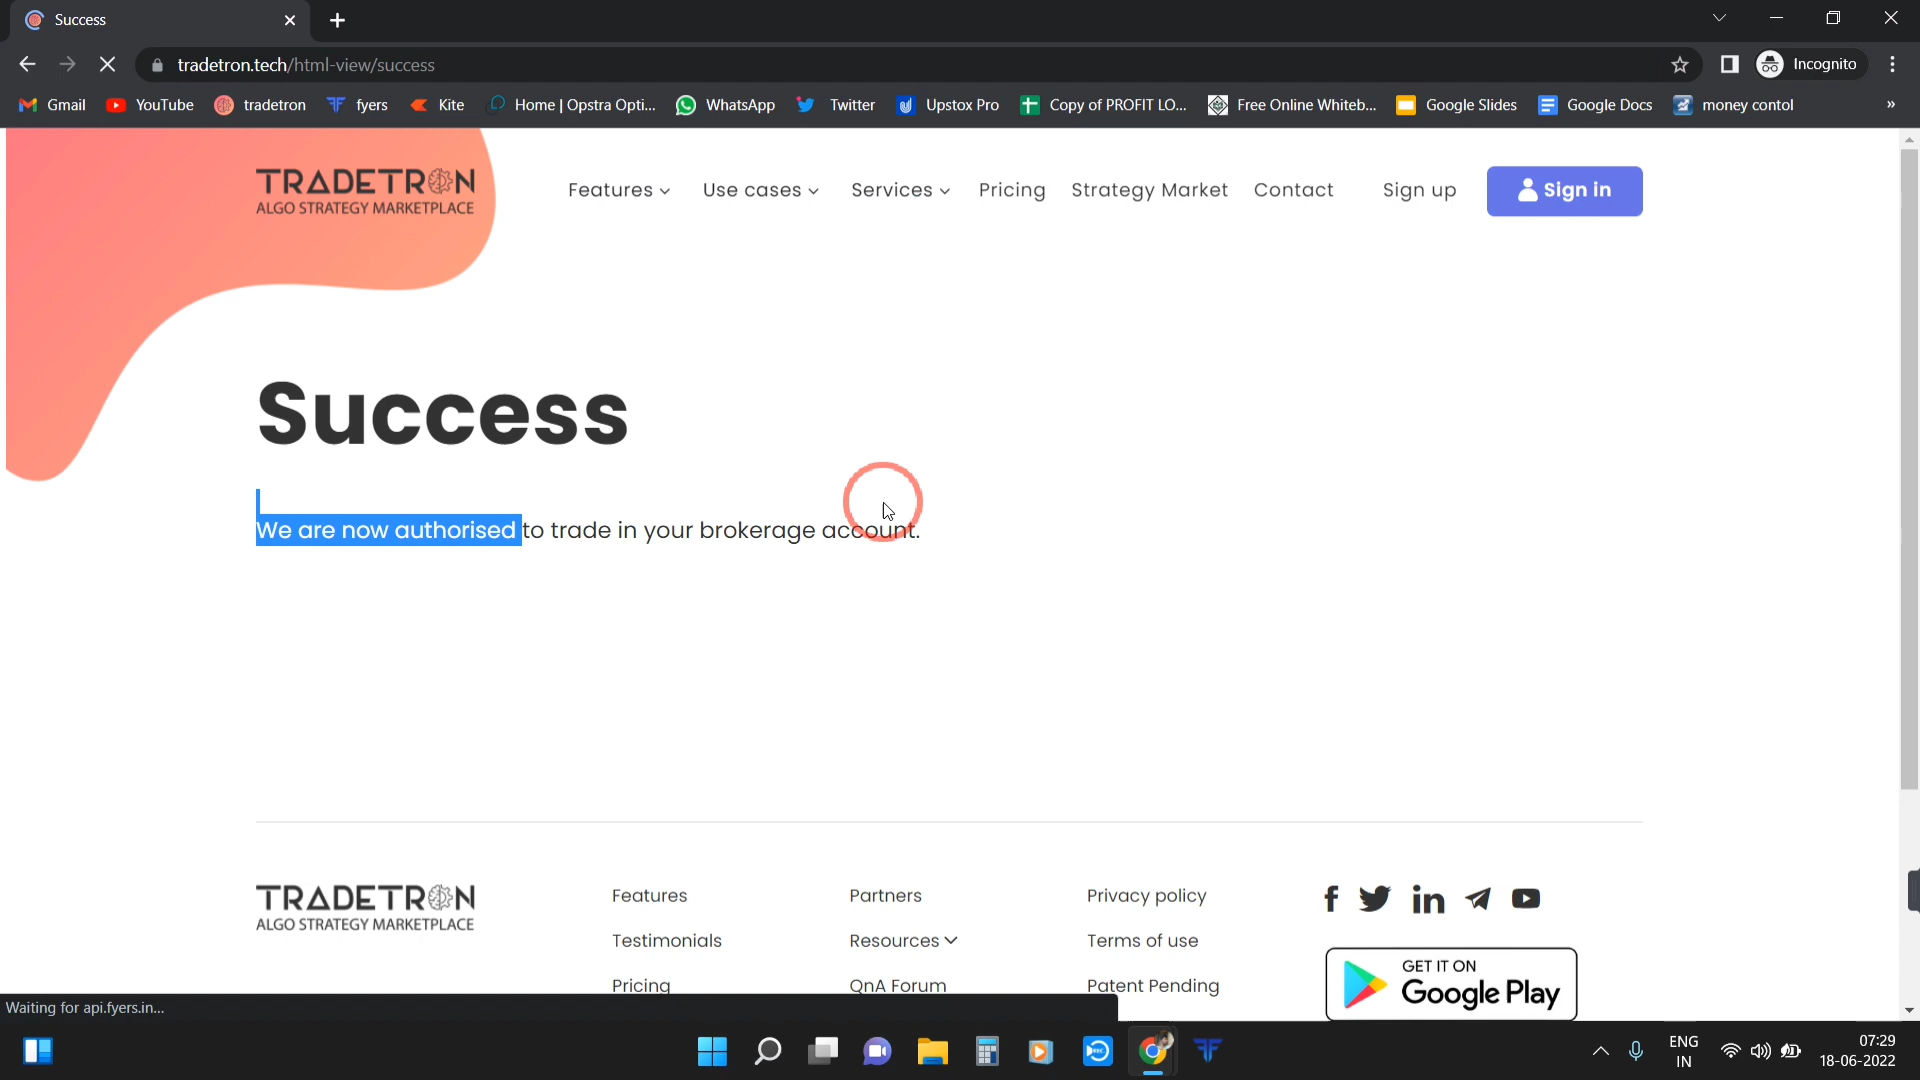 Success
tradetron.tech/html-view/success
Incognito
Gmail YouTube tradetron fyers Kite Home | Opstra Opti... WhatsApp Twitter Upstox Pro Copy of PROFIT LO... Free Online Whiteb... Google Slides Google Docs money contol »
TRADETRON
ALGO STRATEGY MARKETPLACE
Features Use cases Services Pricing Strategy Market Contact Sign up Sign in
Success
We are now authorised to trade in your brokerage account.
TRADETRON
ALGO STRATEGY MARKETPLACE
Features Partners Privacy policy
Testimonials Resources Terms of use
Pricing QnA Forum Patent Pending
GET IT ON
Google Play
Waiting for api.fyers.in...
REC
ENG
IN
07:29
18-06-2022